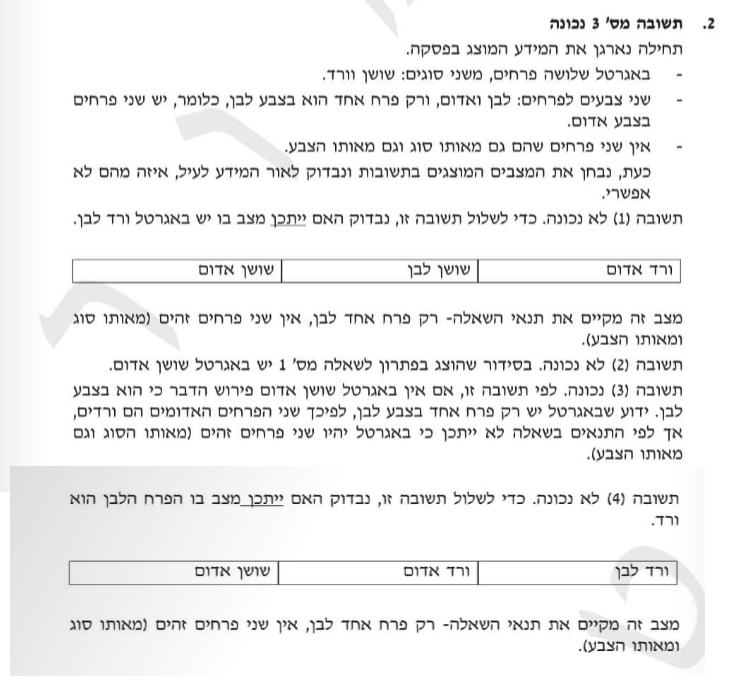 2. תשובה מס' 3 נכונה
תחילה נארגן את המידע המוצג בפסקה.
- באגרטל שלושה פרחים, משני סוגים: שושן וורד.
- שני צבעים לפרחים: לבן ואדום, ורק פרח אחד הוא בצבע לבן, כלומר, יש שני פרחים
בצבע אדום.
- אין שני פרחים שהם גם מאותו סוג וגם מאותו הצבע.
כעת, נבחן את המצבים המוצגים בתשובות ונבדוק לאור המידע לעיל, איזה מהם לא
אפשרי.
תשובה (1) לא נכונה. כדי לשלול תשובה זו, נבדוק האם ייתכן מצב בו יש באגרטל ורד לבן.
ורד אדום שושן לבן שושן אדום
מצב זה מקיים את תנאי השאלה- רק פרח אחד לבן, אין שני פרחים זהים (מאותו סוג
ומאותו הצבע).
תשובה (2) לא נכונה. בסידור שהוצג בפתרון לשאלה מס' 1 יש באגרטל שושן אדום.
תשובה (3) נכונה. לפי תשובה זו, אם אין באגרטל שושן אדום פירוש הדבר כי הוא בצבע
לבן. ידוע שבאגרטל יש רק פרח אחד בצבע לבן, לפיכך שני הפרחים האדומים הם ורדים,
אך לפי התנאים בשאלה לא ייתכן כי באגרטל יהיו שני פרחים זהים (מאותו הסוג וגם
מאותו הצבע).
תשובה (4) לא נכונה. כדי לשלול תשובה זו, נבדוק האם ייתכן מצב בו הפרח הלבן הוא
ורד.
ורד לבן ורד אדום שושן אדום
מצב זה מקיים את תנאי השאלה- רק פרח אחד לבן, אין שני פרחים זהים (מאותו סוג
ומאותו הצבע).